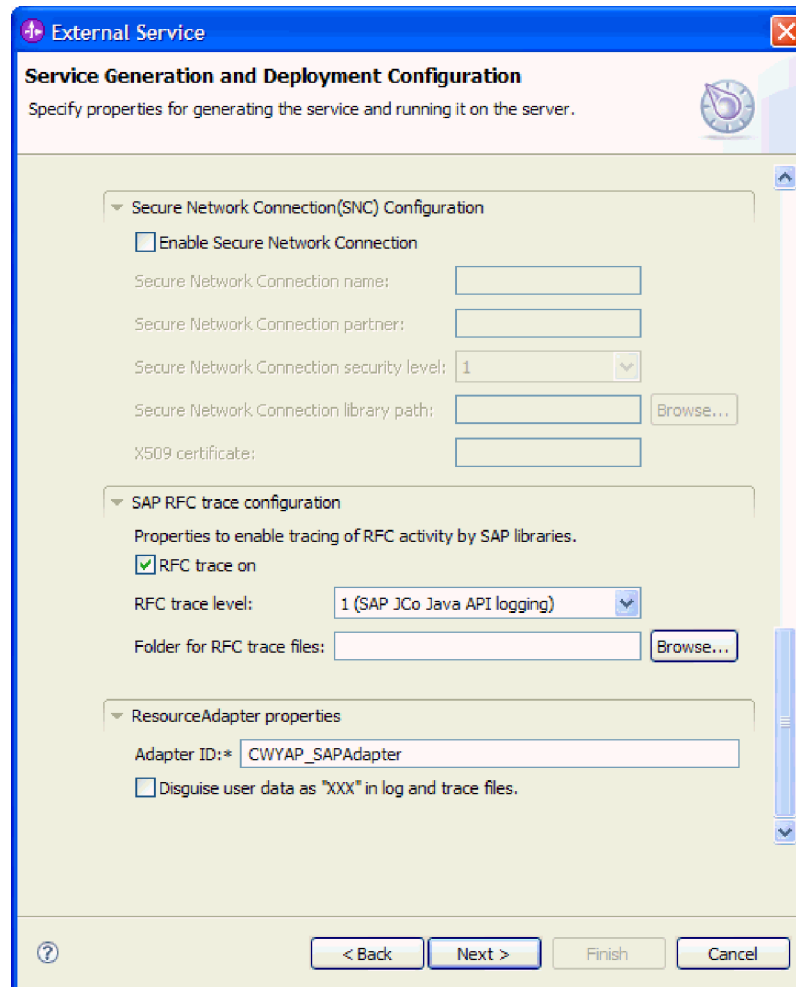 External Service
Service Generation and Deployment Configuration
Specify properties for generating the service and running it on the server.
Secure Network Connection(SNC) Configuration
Enable Secure Network Connection
Secure Network Connection name:
Secure Network Connection partner:
Secure Network Connection security level: 1
Secure Network Connection library path: Browse...
X509 certificate:
SAP RFC trace configuration
Properties to enable tracing of RFC activity by SAP libraries.
RFC trace on
RFC trace level: 1 (SAP JCo Java API logging)
Folder for RFC trace files: Browse...
ResourceAdapter properties
Adapter ID:* CWYAP_SAPAdapter
Disguise user data as "XXX" in log and trace files.
? < Back Next > Finish Cancel